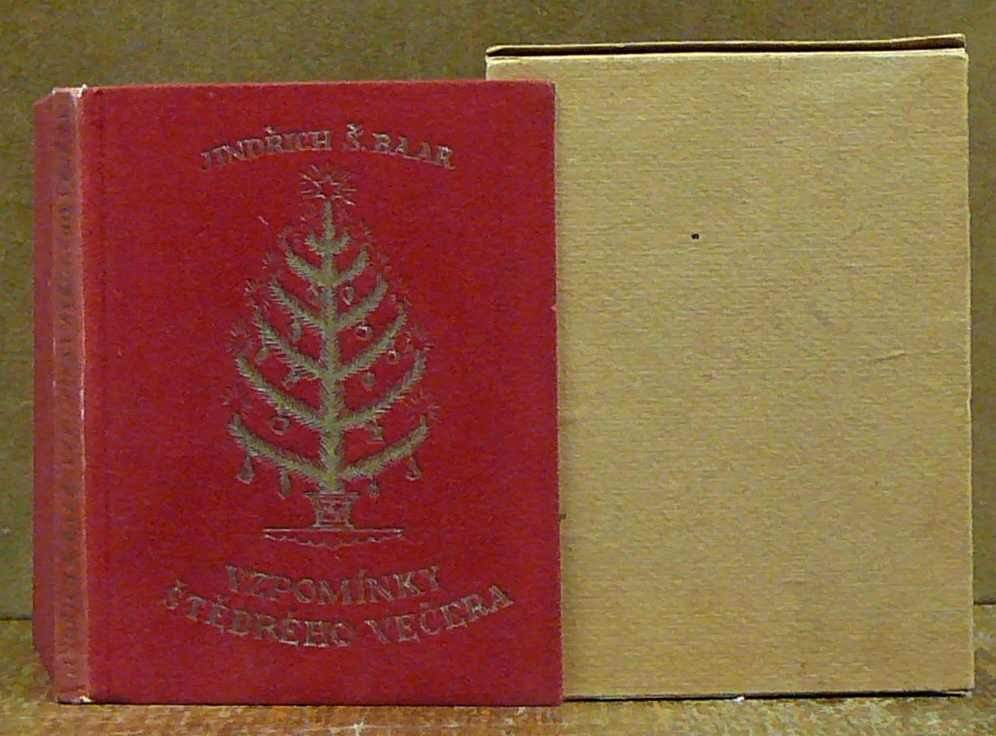 JINDŘICH Š. BAAR
VZPOMÍNKY
ŠTĚDRÉHO VEČERA